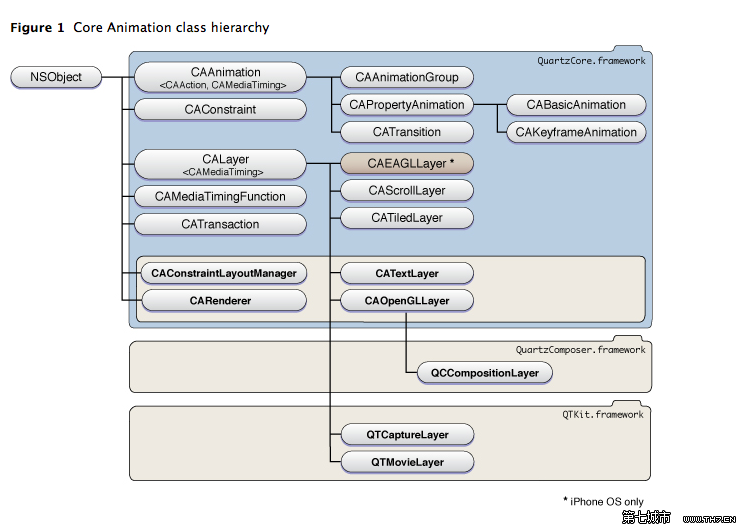 Figure 1 Core Animation class hierarchy
QuartzCore.framework
NSObject
CAAnimation
<CAAction, CAMediaTiming>
CAAnimationGroup
CAConstraint
CAPropertyAnimation
CABasicAnimation
CATransition
CAKeyframeAnimation
CALayer
<CAMediaTiming>
CAEAGLLayer *
CAScrollLayer
CAMediaTimingFunction
CATransaction
CATiledLayer
CAConstraintLayoutManager
CATextLayer
CARenderer
CAOpenGLLayer
QuartzComposer.framework
QCCompositionLayer
QTKit.framework
QTCaptureLayer
QTMovieLayer
* iPhone OS only
第七城市 WWW.TH7.CN